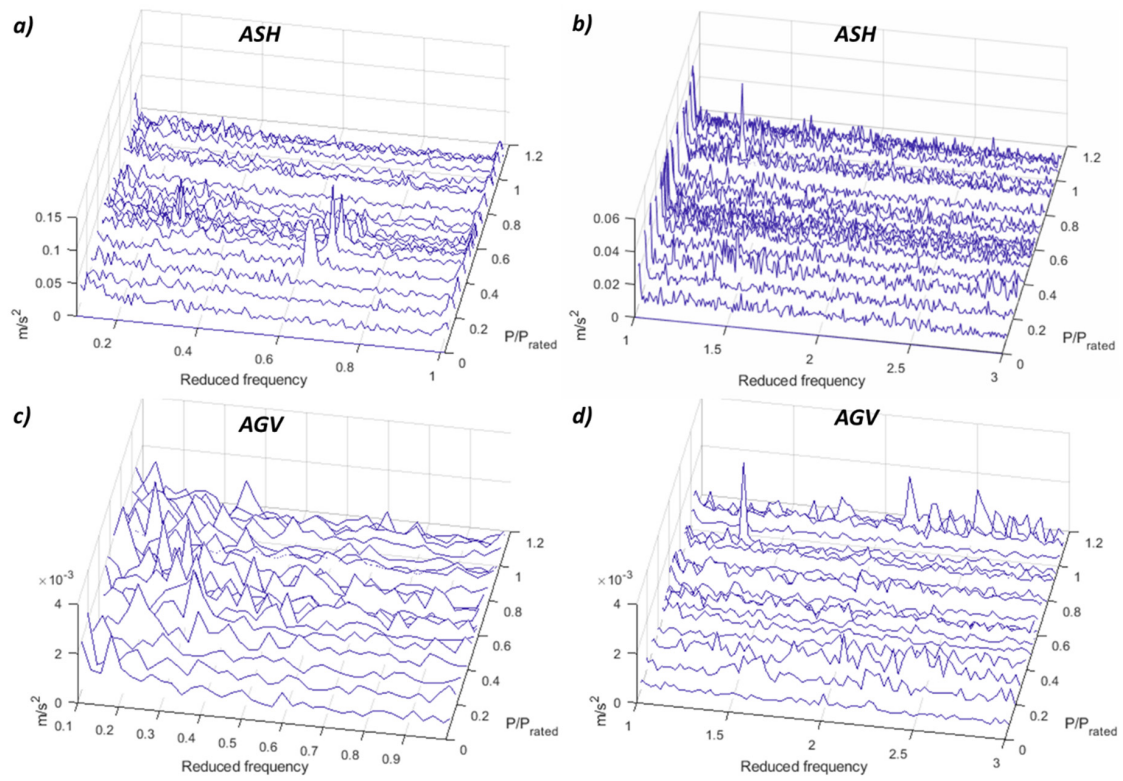 a) ASH
0.15
0.1
0.05
0
m/s²
0.2 0.4 0.6 0.8 1
Reduced frequency
0 0.2 0.4 0.6 0.8 1 1.2
P/Prated
b) ASH
0.06
0.04
0.02
0
m/s²
1 1.5 2 2.5 3
Reduced frequency
0 0.2 0.4 0.6 0.8 1 1.2
P/Prated
c) AGV
×10⁻³
4
2
0
m/s²
0.1 0.2 0.3 0.4 0.5 0.6 0.7 0.8 0.9
Reduced frequency
0 0.2 0.4 0.6 0.8 1 1.2
P/Prated
d) AGV
×10⁻³
4
2
0
m/s²
1 1.5 2 2.5 3
Reduced frequency
0 0.2 0.4 0.6 0.8 1 1.2
P/Prated